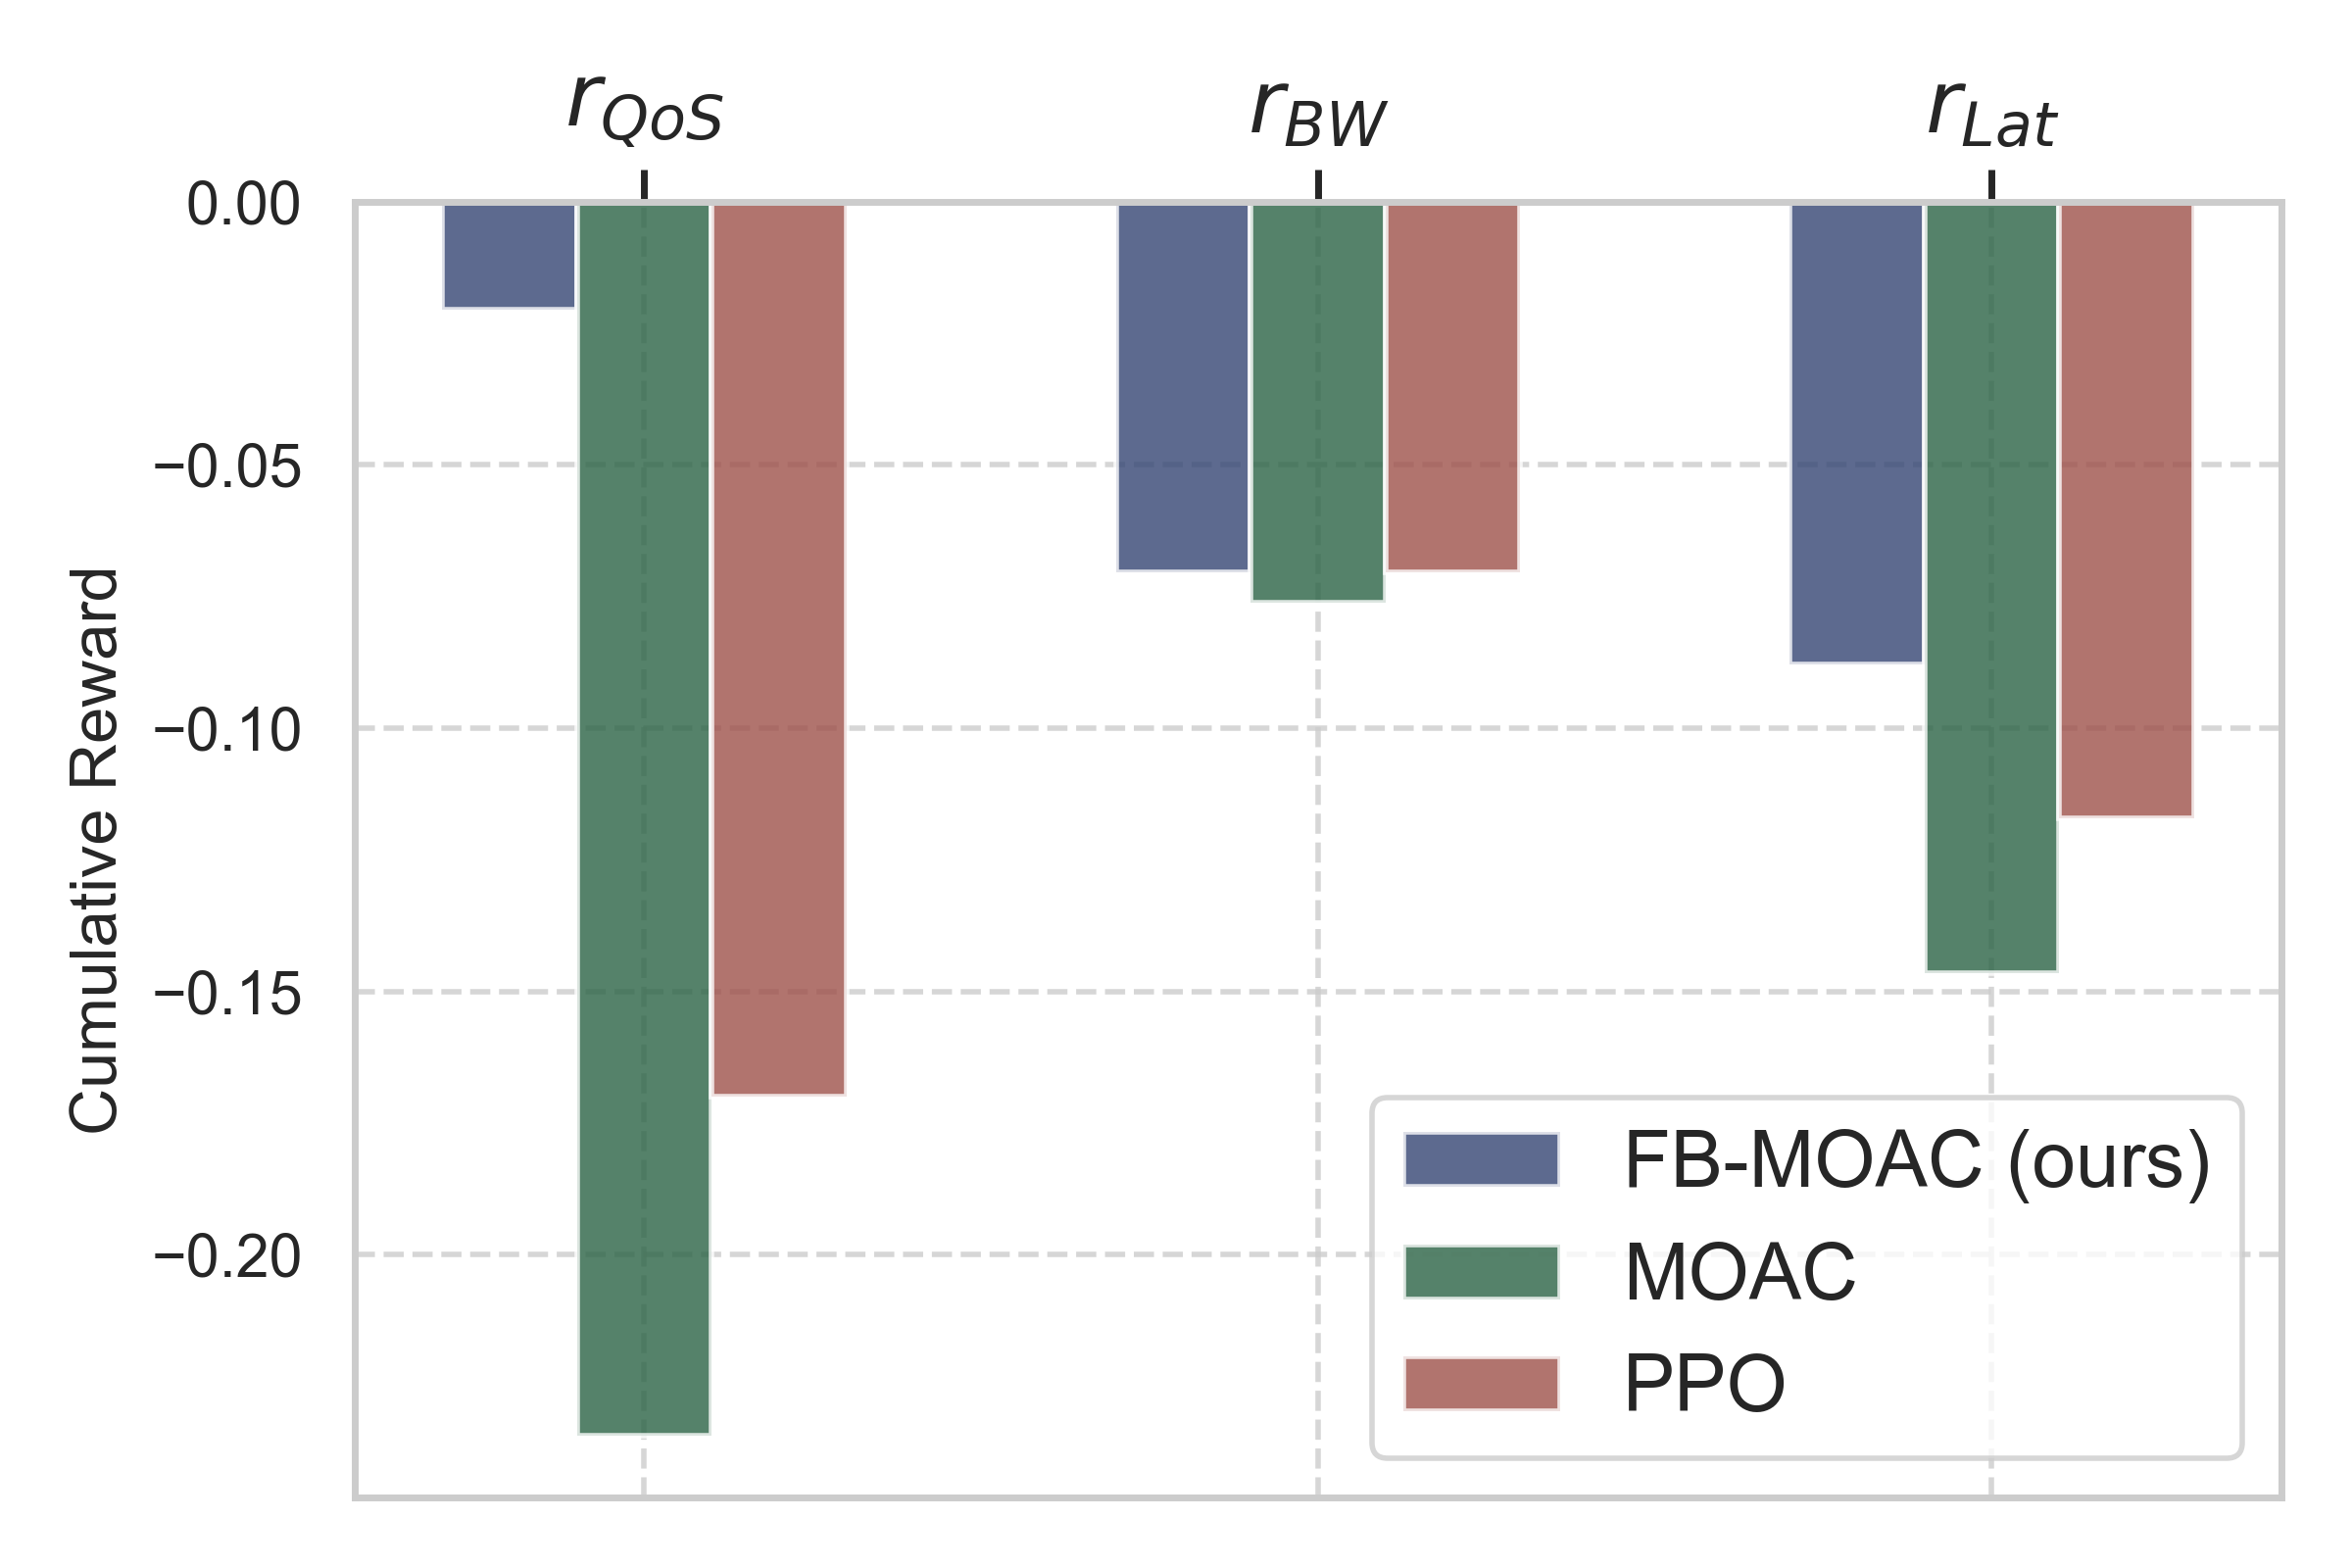 r_QoS r_BW r_Lat
0.00
−0.05
−0.10
−0.15
−0.20
Cumulative Reward
FB-MOAC (ours)
MOAC
PPO